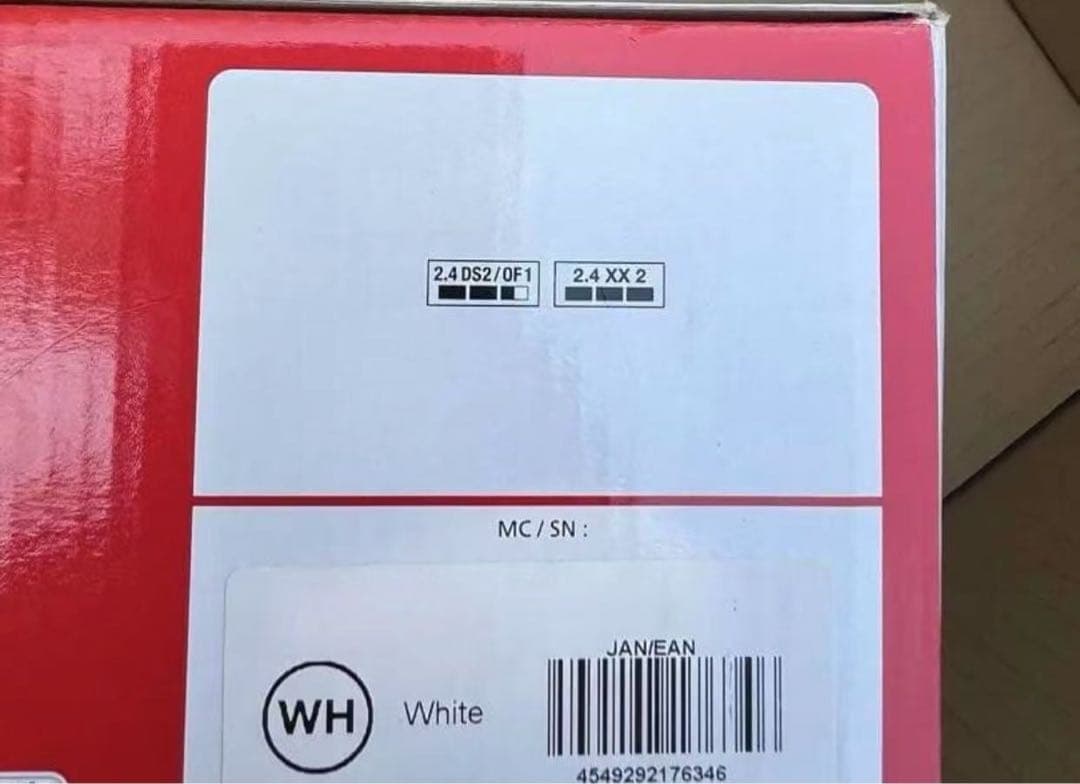 2.4 DS2/OF1
2.4 XX 2
MC / SN :
JAN/EAN
WH
White
4549292176346